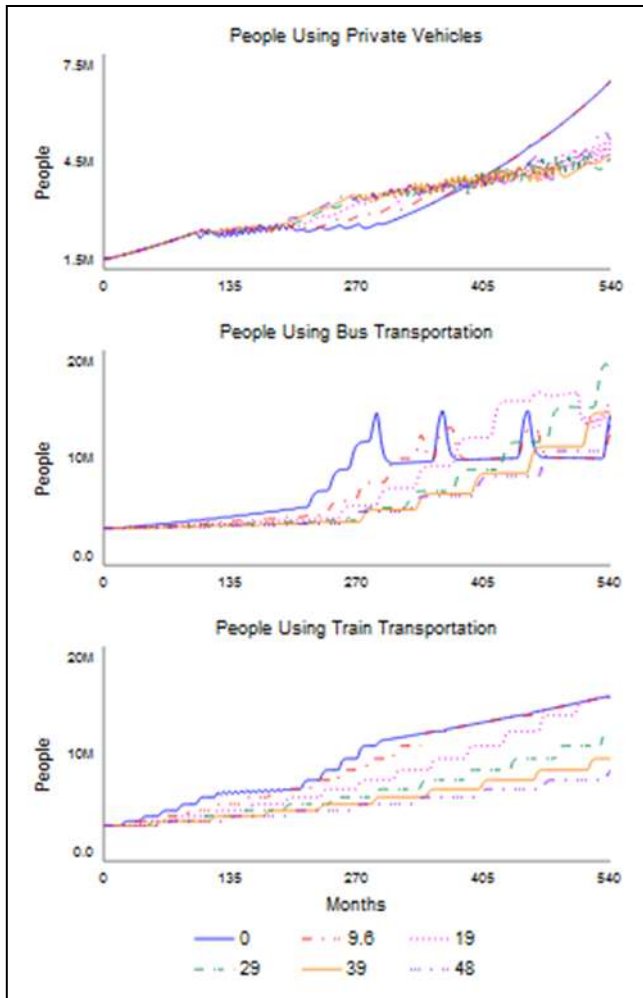 People Using Private Vehicles
7.5M
People
4.5M
1.5M
0 135 270 405 540
People Using Bus Transportation
20M
People
10M
0.0
0 135 270 405 540
People Using Train Transportation
20M
People
10M
0.0
0 135 270 405 540
Months
0 9.6 19
29 39 48